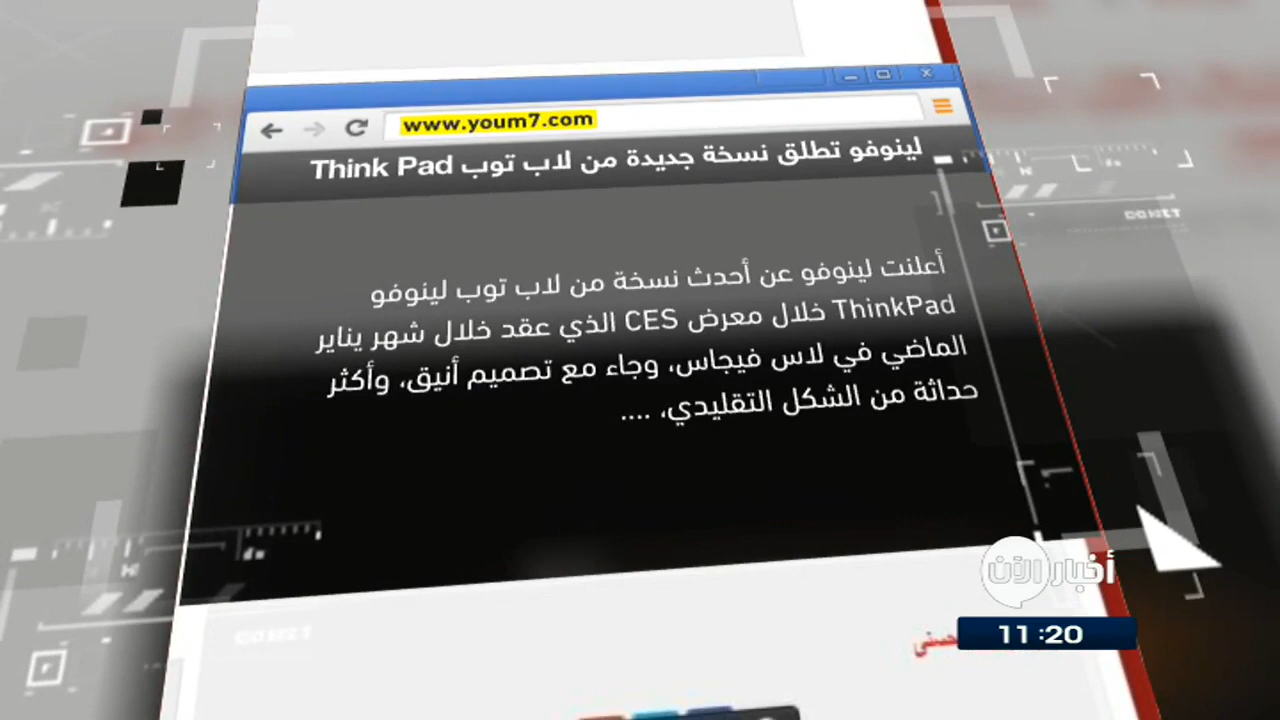 www.youm7.com
لينوفو تطلق نسخة جديدة من لاب توب Think Pad
أعلنت لينوفو عن أحدث نسخة من لاب توب لينوفو
ThinkPad خلال معرض CES الذي عقد خلال شهر يناير
الماضي في لاس فيجاس، وجاء مع تصميم أنيق، وأكثر
حداثة من الشكل التقليدي، ....
أخبار الآن
11:20